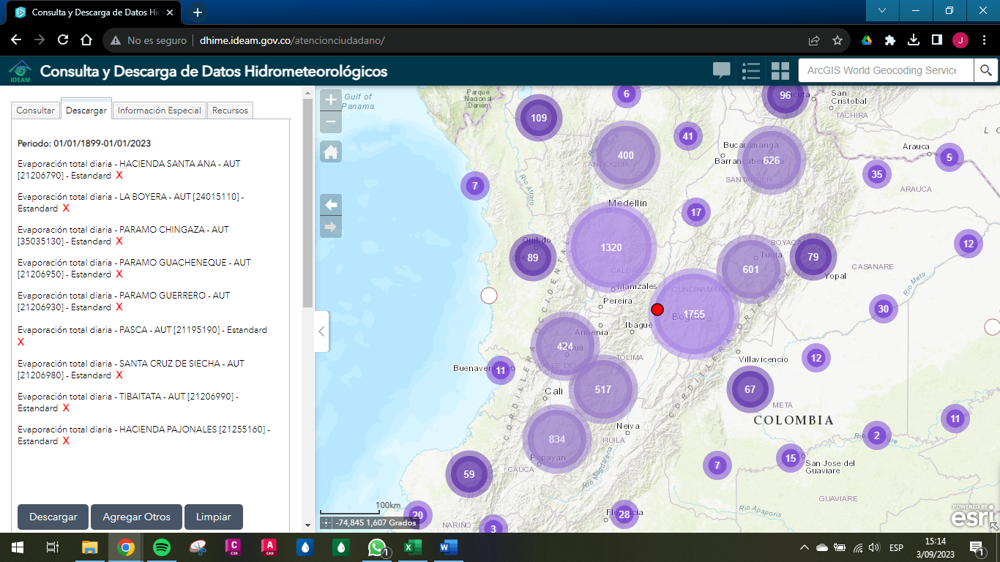 Consulta y Descarga de Datos Hi
No es seguro
dhime.ideam.gov.co/atencionciudadano/
J
IDEAM
Consulta y Descarga de Datos Hidrometeorológicos
ArcGIS World Geocoding Service
Consultar
Descargar
Información Especial
Recursos
Periodo: 01/01/1899-01/01/2023
Evaporación total diaria - HACIENDA SANTA ANA - AUT
[21206790] - Estandard X
Evaporación total diaria - LA BOYERA - AUT [24015110] -
Estandard X
Evaporación total diaria - PARAMO CHINGAZA - AUT
[35035130] - Estandard X
Evaporación total diaria - PARAMO GUACHENEQUE - AUT
[21206950] - Estandard X
Evaporación total diaria - PARAMO GUERRERO - AUT
[21206930] - Estandard X
Evaporación total diaria - PASCA - AUT [21195190] - Estandard
X
Evaporación total diaria - SANTA CRUZ DE SIECHA - AUT
[21206980] - Estandard X
Evaporación total diaria - TIBAITATA - AUT [21206990] -
Estandard X
Evaporación total diaria - HACIENDA PAJONALES [21255160] -
Estandard X
Descargar
Agregar Otros
Limpiar
Gulf of
Panama
Parque
Nacional
Darién
6
96
San
Cristobal
TACHIRA
109
41
400
ANTIOQUIA
Bucaramanga
Barrancabermeja
626
SANTANDER
Arauca
5
35
ARAUCA
7
Rio Atrato
Medellin
17
12
Quibdo
89
1320
CALDAS
BOYACA
Tunja
601
79
Yopal
CASANARE
Rio Meta
Manizales
Pereira
CUNDINAMARCA
1755
Bogota
30
Ibagué
Armenia
424
VALLE DEL
CAUCA
TOLIMA
Buenaventura
11
Villavicencio
12
517
Cali
67
META
COLOMBIA
CORDILLERA OCCIDENTAL
CORDILLERA ORIENTAL
Neiva
HUILA
834
Popayan
CAUCA
Rio Magdalena
11
2
15
San Jose del
Guaviare
7
59
GUAVIARE
Rio Apaporis
100km
20
-74,845 1,607 Grados
NARIÑO
3
28
Florencia
POWERED BY
esri
C3D
CAD
1
ESP
15:14
3/09/2023
1